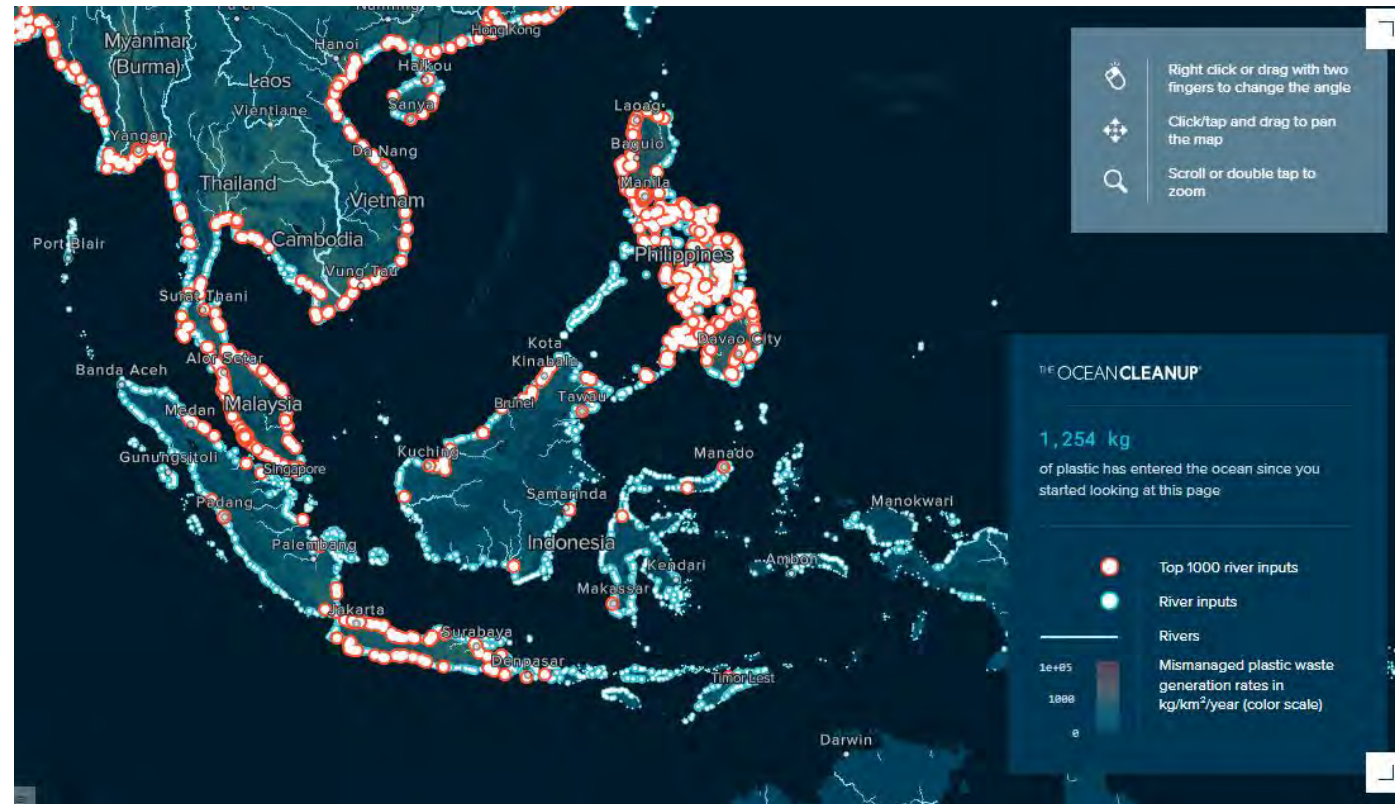 Nanning
Hong Kong
Myanmar
(Burma)
Hanoi
Haikou
Laos
Sanya
Laoag
Vientiane
Yangon
Da Nang
Baguio
Thailand
Manila
Vietnam
Port Blair
Cambodia
Philippines
Vung Tau
Surat Thani
Kota
Kinabalu
Davao City
Alor Setar
Banda Aceh
Medan
Malaysia
Brunei
Tawau
Gunungsitoli
Singapore
Kuching
Manado
Padang
Samarinda
Manokwari
Palembang
Indonesia
Kendari
Ambon
Makassar
Jakarta
Surabaya
Denpasar
Timor Lest
Darwin
Right click or drag with two
fingers to change the angle
Click/tap and drag to pan
the map
Scroll or double tap to
zoom
THE OCEAN CLEANUP
1,254 kg
of plastic has entered the ocean since you
started looking at this page
Top 1000 river inputs
River inputs
Rivers
1e+05
1000
0
Mismanaged plastic waste
generation rates in
kg/km²/year (color scale)